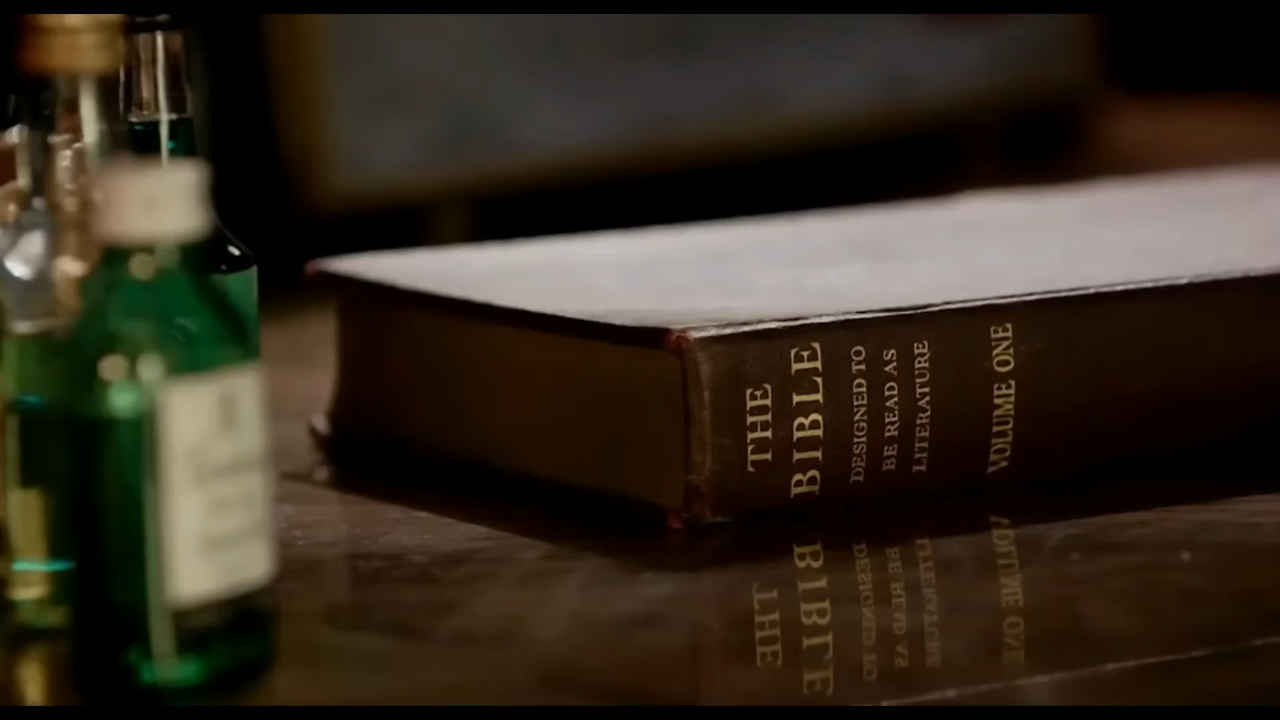 THE
BIBLE
DESIGNED TO
BE READ AS
LITERATURE
VOLUME ONE